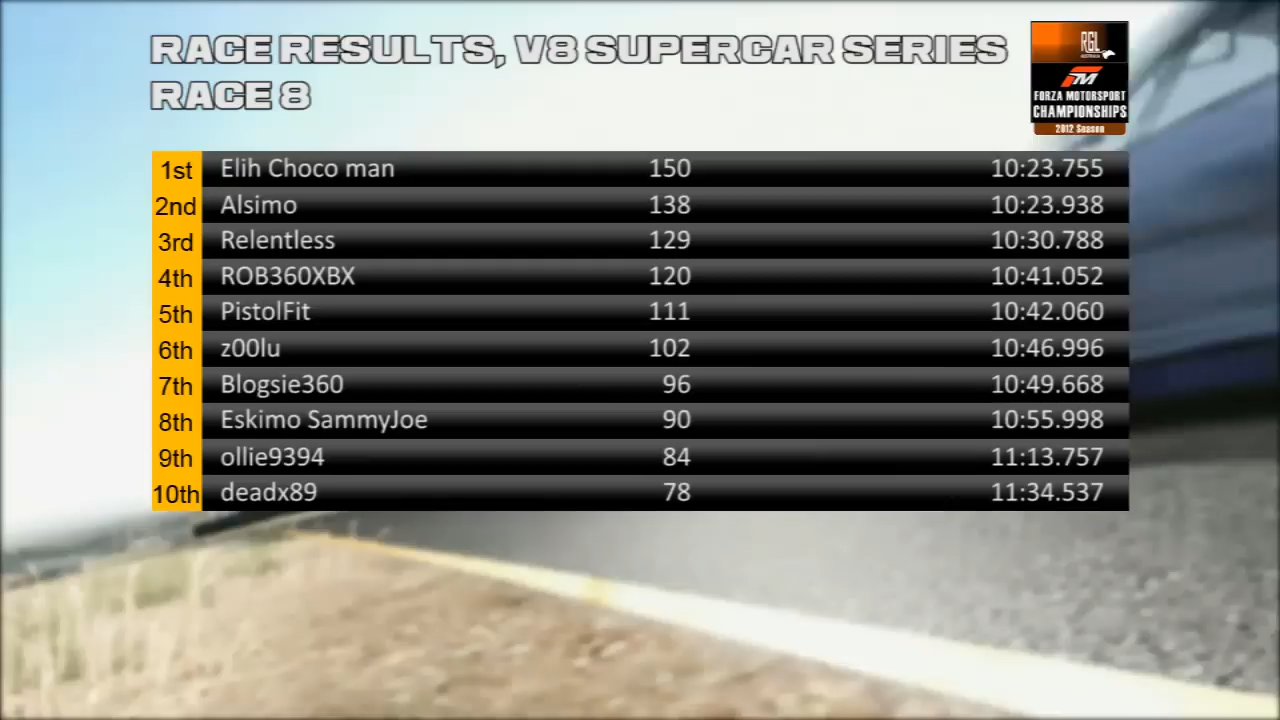 RACE RESULTS, V8 SUPERCAR SERIES
RACE 8
RGL
FM
FORZA MOTORSPORT
CHAMPIONSHIPS
2012 Season
1st Elih Choco man 150 10:23.755
2nd Alsimo 138 10:23.938
3rd Relentless 129 10:30.788
4th ROB360XBX 120 10:41.052
5th PistolFit 111 10:42.060
6th z00lu 102 10:46.996
7th Blogsie360 96 10:49.668
8th Eskimo SammyJoe 90 10:55.998
9th ollie9394 84 11:13.757
10th deadx89 78 11:34.537